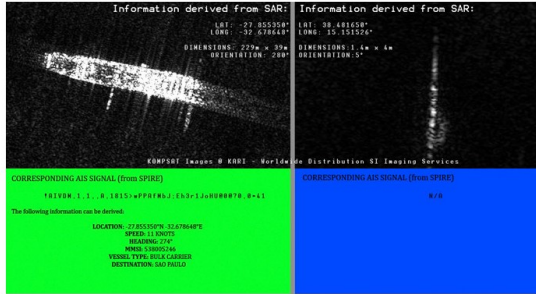 Information derived from SAR:
LAT: -27.855350°
LONG: -32.678648°
DIMENSIONS: 229m x 39m
ORIENTATION: 280°
Information derived from SAR:
LAT: 38.481650°
LONG: 15.151526°
DIMENSIONS:1.4m x 6m
ORIENTATION:5°
KOMPSAT Images © KARI - Worldwide Distribution SI Imaging Services
CORRESPONDING AIS SIGNAL (from SPIRE)
The following information can be derived:
LOCATION: -27.855350°N -32.678648°E
SPEED: 11 KNOTS
HEADING: 274°
MMSI: 538005246
VESSEL TYPE: BULK CARRIER
DESTINATION: SAO PAULO
CORRESPONDING AIS SIGNAL (from SPIRE)
N/A